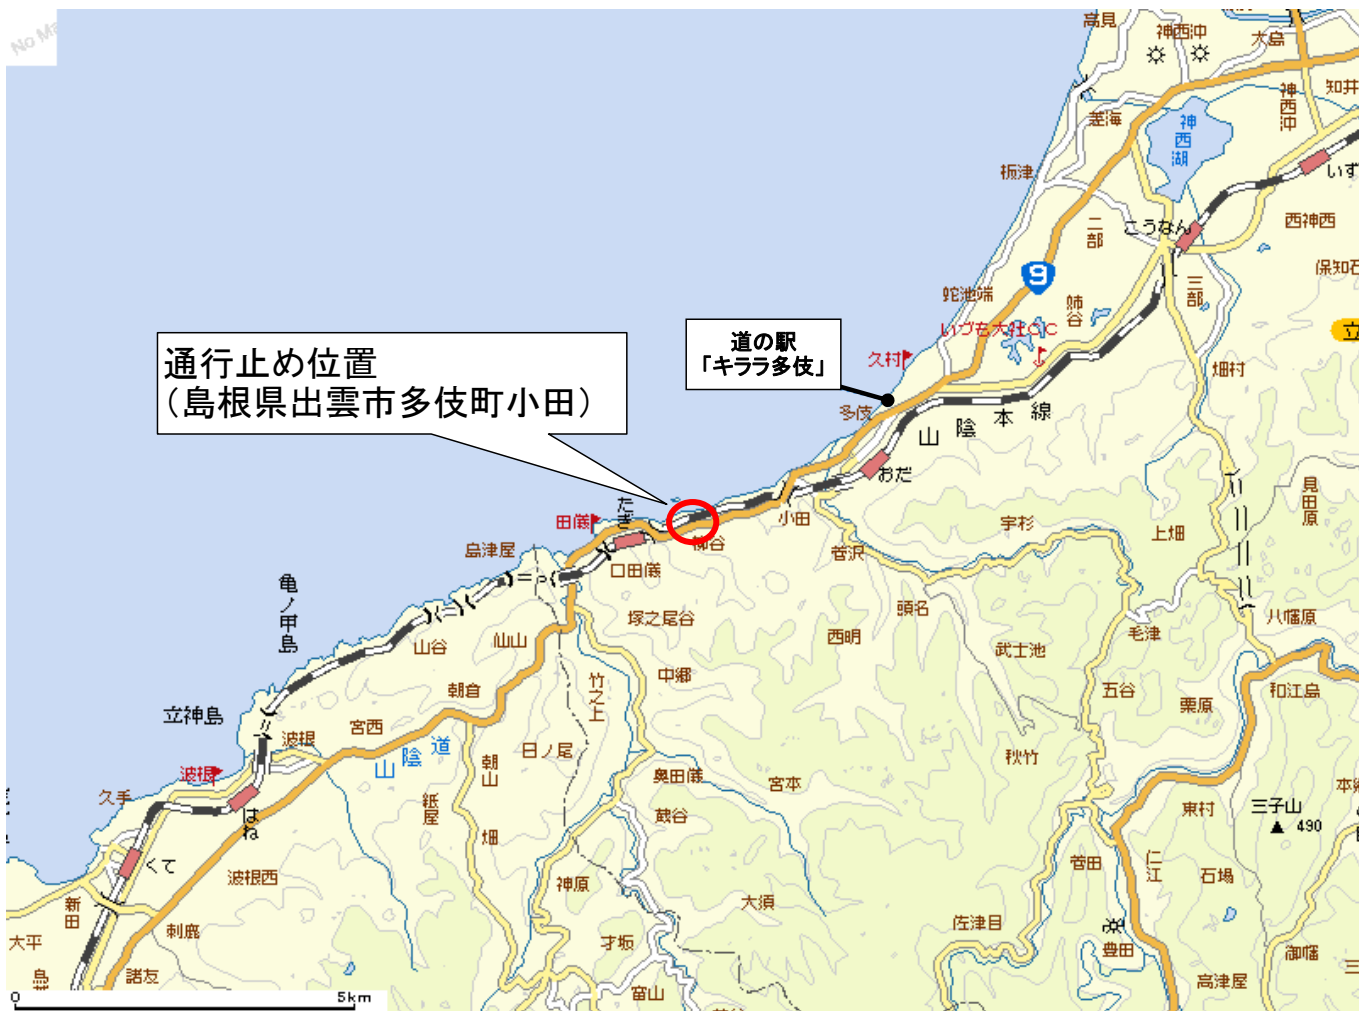 No Ma
高見
神西沖
大島
知井
神西沖
差海
神西湖
板津
いず
こうなん
西神西
二部
保知石
9
三部
蛇池端
姉谷
いづも大社CC
立
通行止め位置
（島根県出雲市多伎町小田）
道の駅
「キララ多伎」
久村
畑村
多伎
山陰本線
おだ
見田原
たぎ
田儀
小田
宇杉
上畑
柳谷
島津屋
菅沢
口田儀
亀ノ甲島
頭名
八幡原
塚之尾谷
西明
毛津
山谷
仙山
武士池
中郷
竹之上
朝倉
五谷
和江島
栗原
立神島
宮西
波根
山陰道
日ノ尾
朝山
秋竹
奥田儀
宮本
波根
久手
紙屋
蔵谷
東村
三子山
490
本郷
はね
畑
くて
菅田
仁江
石場
波根西
神原
新田
大須
佐津目
刺鹿
大平
才坂
豊田
御幡
諸友
富山
高津屋
三
0
5km